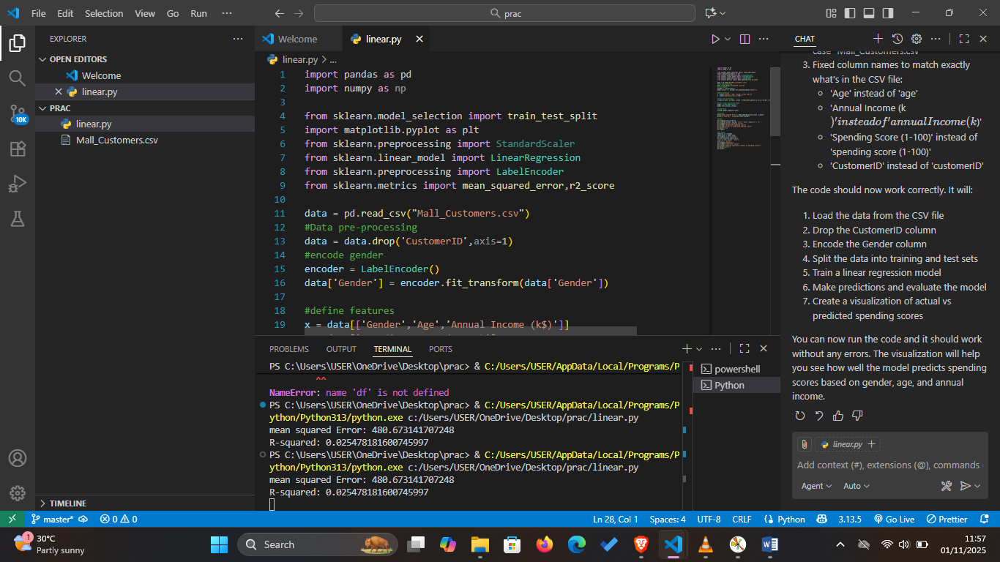 File Edit Selection View Go Run ...
prac
EXPLORER
OPEN EDITORS
Welcome
linear.py
PRAC
linear.py
Mall_Customers.csv
TIMELINE
10K
Welcome
linear.py
linear.py > ...
1 import pandas as pd
2 import numpy as np
3
4 from sklearn.model_selection import train_test_split
5 import matplotlib.pyplot as plt
6 from sklearn.preprocessing import StandardScaler
7 from sklearn.linear_model import LinearRegression
8 from sklearn.preprocessing import LabelEncoder
9 from sklearn.metrics import mean_squared_error,r2_score
10
11 data = pd.read_csv("Mall_Customers.csv")
12 #Data pre-processing
13 data = data.drop('CustomerID',axis=1)
14 #encode gender
15 encoder = LabelEncoder()
16 data['Gender'] = encoder.fit_transform(data['Gender'])
17
18 #define features
19 x = data[['Gender','Age','Annual Income (k$)']]
PROBLEMS OUTPUT TERMINAL PORTS
PS C:\Users\USER\OneDrive\Desktop\prac> & C:/Users/USER/AppData/Local/Programs/P
^^
NameError: name 'df' is not defined
PS C:\Users\USER\OneDrive\Desktop\prac> & C:/Users/USER/AppData/Local/Programs/P
ython/Python313/python.exe c:/Users/USER/OneDrive/Desktop/prac/linear.py
mean squared Error: 480.673141707248
R-squared: 0.025478181600745997
PS C:\Users\USER\OneDrive\Desktop\prac> & C:/Users/USER/AppData/Local/Programs/P
ython/Python313/python.exe c:/Users/USER/OneDrive/Desktop/prac/linear.py
mean squared Error: 480.673141707248
R-squared: 0.025478181600745997
powershell
Python
CHAT
case "Mall_Customers.csv"
3. Fixed column names to match exactly
what's in the CSV file:
'Age' instead of 'age'
'Annual Income (k
)'insteadof'annualIncome(k)'
'Spending Score (1-100)' instead of
'spending score (1-100)'
'CustomerID' instead of 'customerID'
The code should now work correctly. It will:
1. Load the data from the CSV file
2. Drop the CustomerID column
3. Encode the Gender column
4. Split the data into training and test sets
5. Train a linear regression model
6. Make predictions and evaluate the model
7. Create a visualization of actual vs
predicted spending scores
You can now run the code and it should work
without any errors. The visualization will help
you see how well the model predicts spending
scores based on gender, age, and annual
income.
linear.py
Add context (#), extensions (@), commands
Agent Auto
master* 0 0 Ln 28, Col 1 Spaces: 4 UTF-8 CRLF Python 3.13.5 Go Live Prettier
1
30°C
Partly sunny
Search
11:57
01/11/2025